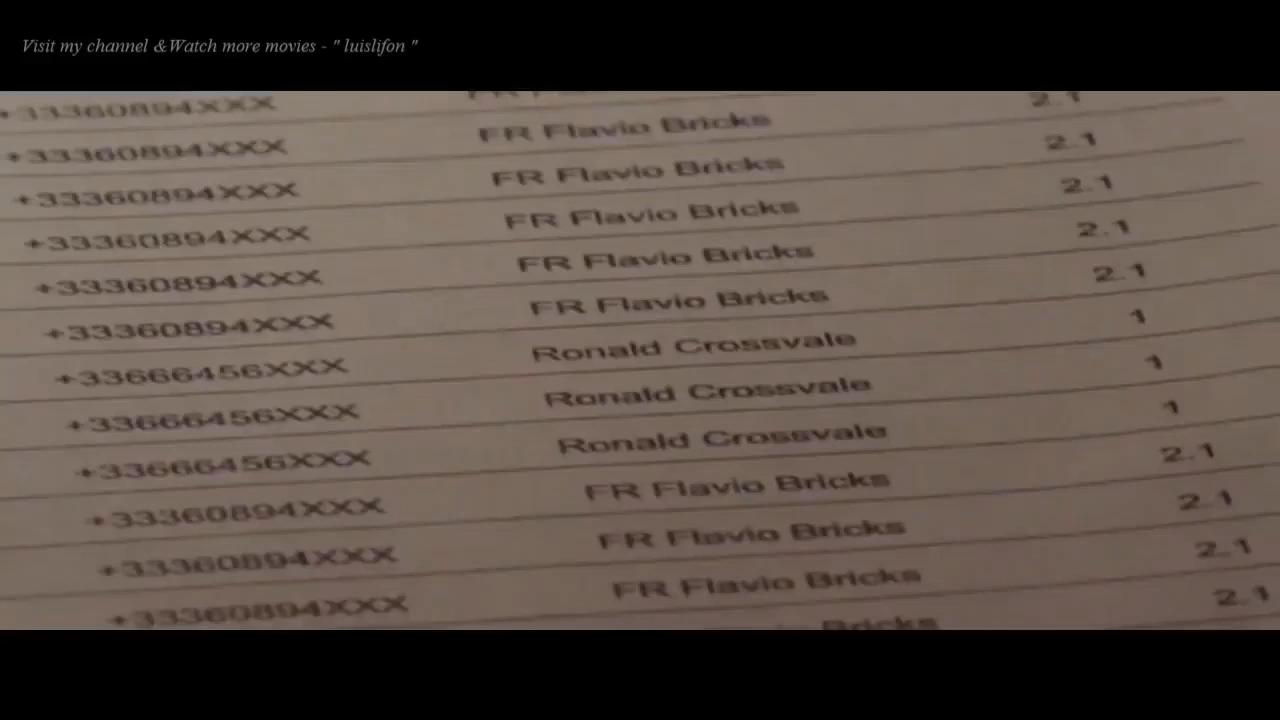 Visit my channel &Watch more movies - " luislifon "
+33360894XXX 2.1
+33360894XXX FR Flavio Bricks 2.1
+33360894XXX FR Flavio Bricks 2.1
+33360894XXX FR Flavio Bricks 2.1
+33360894XXX FR Flavio Bricks 2.1
+33360894XXX FR Flavio Bricks 1
+33666456XXX Ronald Crossvale 1
+33666456XXX Ronald Crossvale 1
+33666456XXX Ronald Crossvale 2.1
+33360894XXX FR Flavio Bricks 2.1
+33360894XXX FR Flavio Bricks 2.1
+33360894XXX FR Flavio Bricks 2.1
Bricks